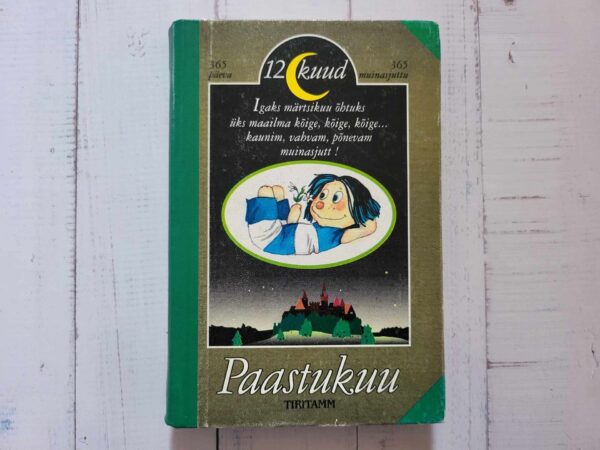 365
päeva
12 kuud
365
muinasjuttu
Igaks märtsikuu õhtuks
üks maailma kõige, kõige, kõige...
kaunim, vahvam, põnevam
muinasjutt !
Paastukuu
TIRITAMM